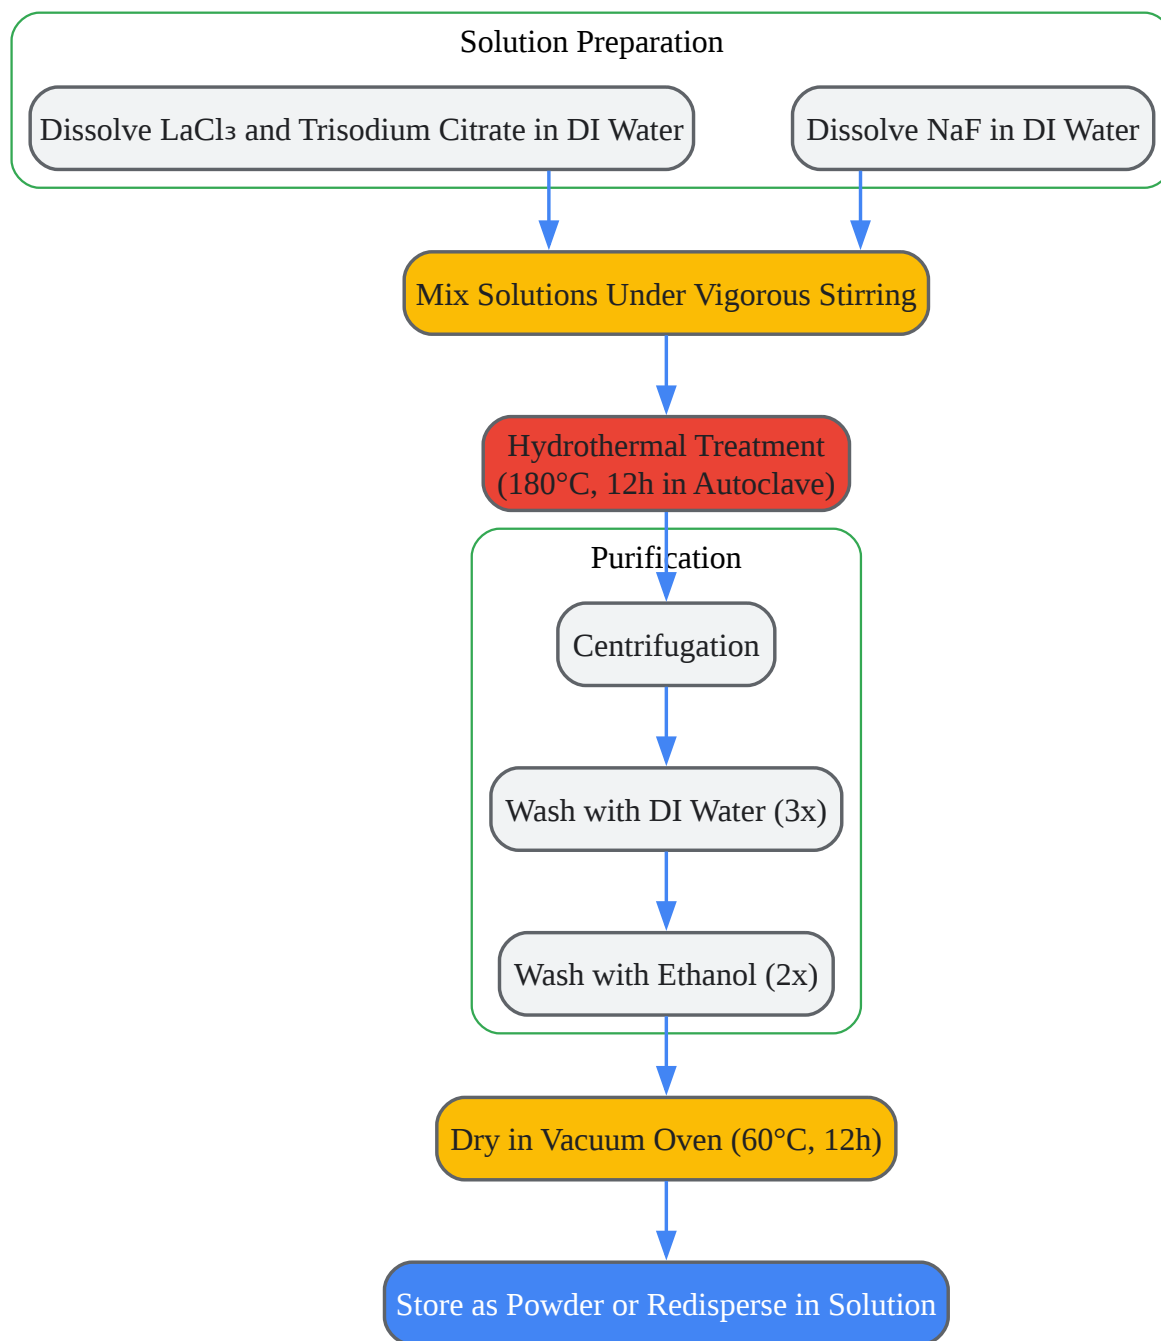 Solution Preparation
Dissolve LaCl₃ and Trisodium Citrate in DI Water
Dissolve NaF in DI Water
Mix Solutions Under Vigorous Stirring
Hydrothermal Treatment
(180°C, 12h in Autoclave)
Purification
Centrifugation
Wash with DI Water (3x)
Wash with Ethanol (2x)
Dry in Vacuum Oven (60°C, 12h)
Store as Powder or Redisperse in Solution